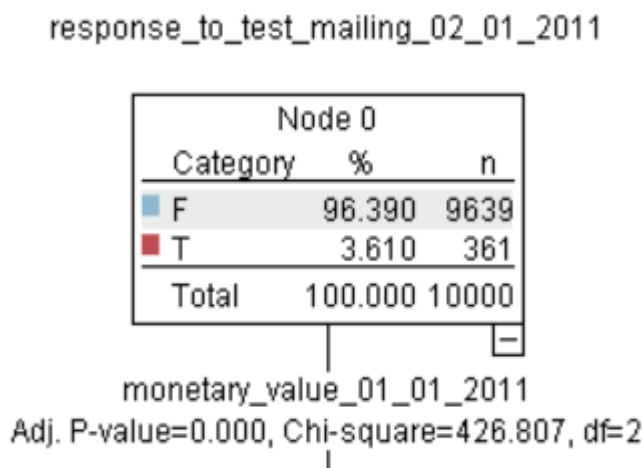 response_to_test_mailing_02_01_2011
Node 0
Category % n
F 96.390 9639
T 3.610 361
Total 100.000 10000
monetary_value_01_01_2011
Adj. P-value=0.000, Chi-square=426.807, df=2